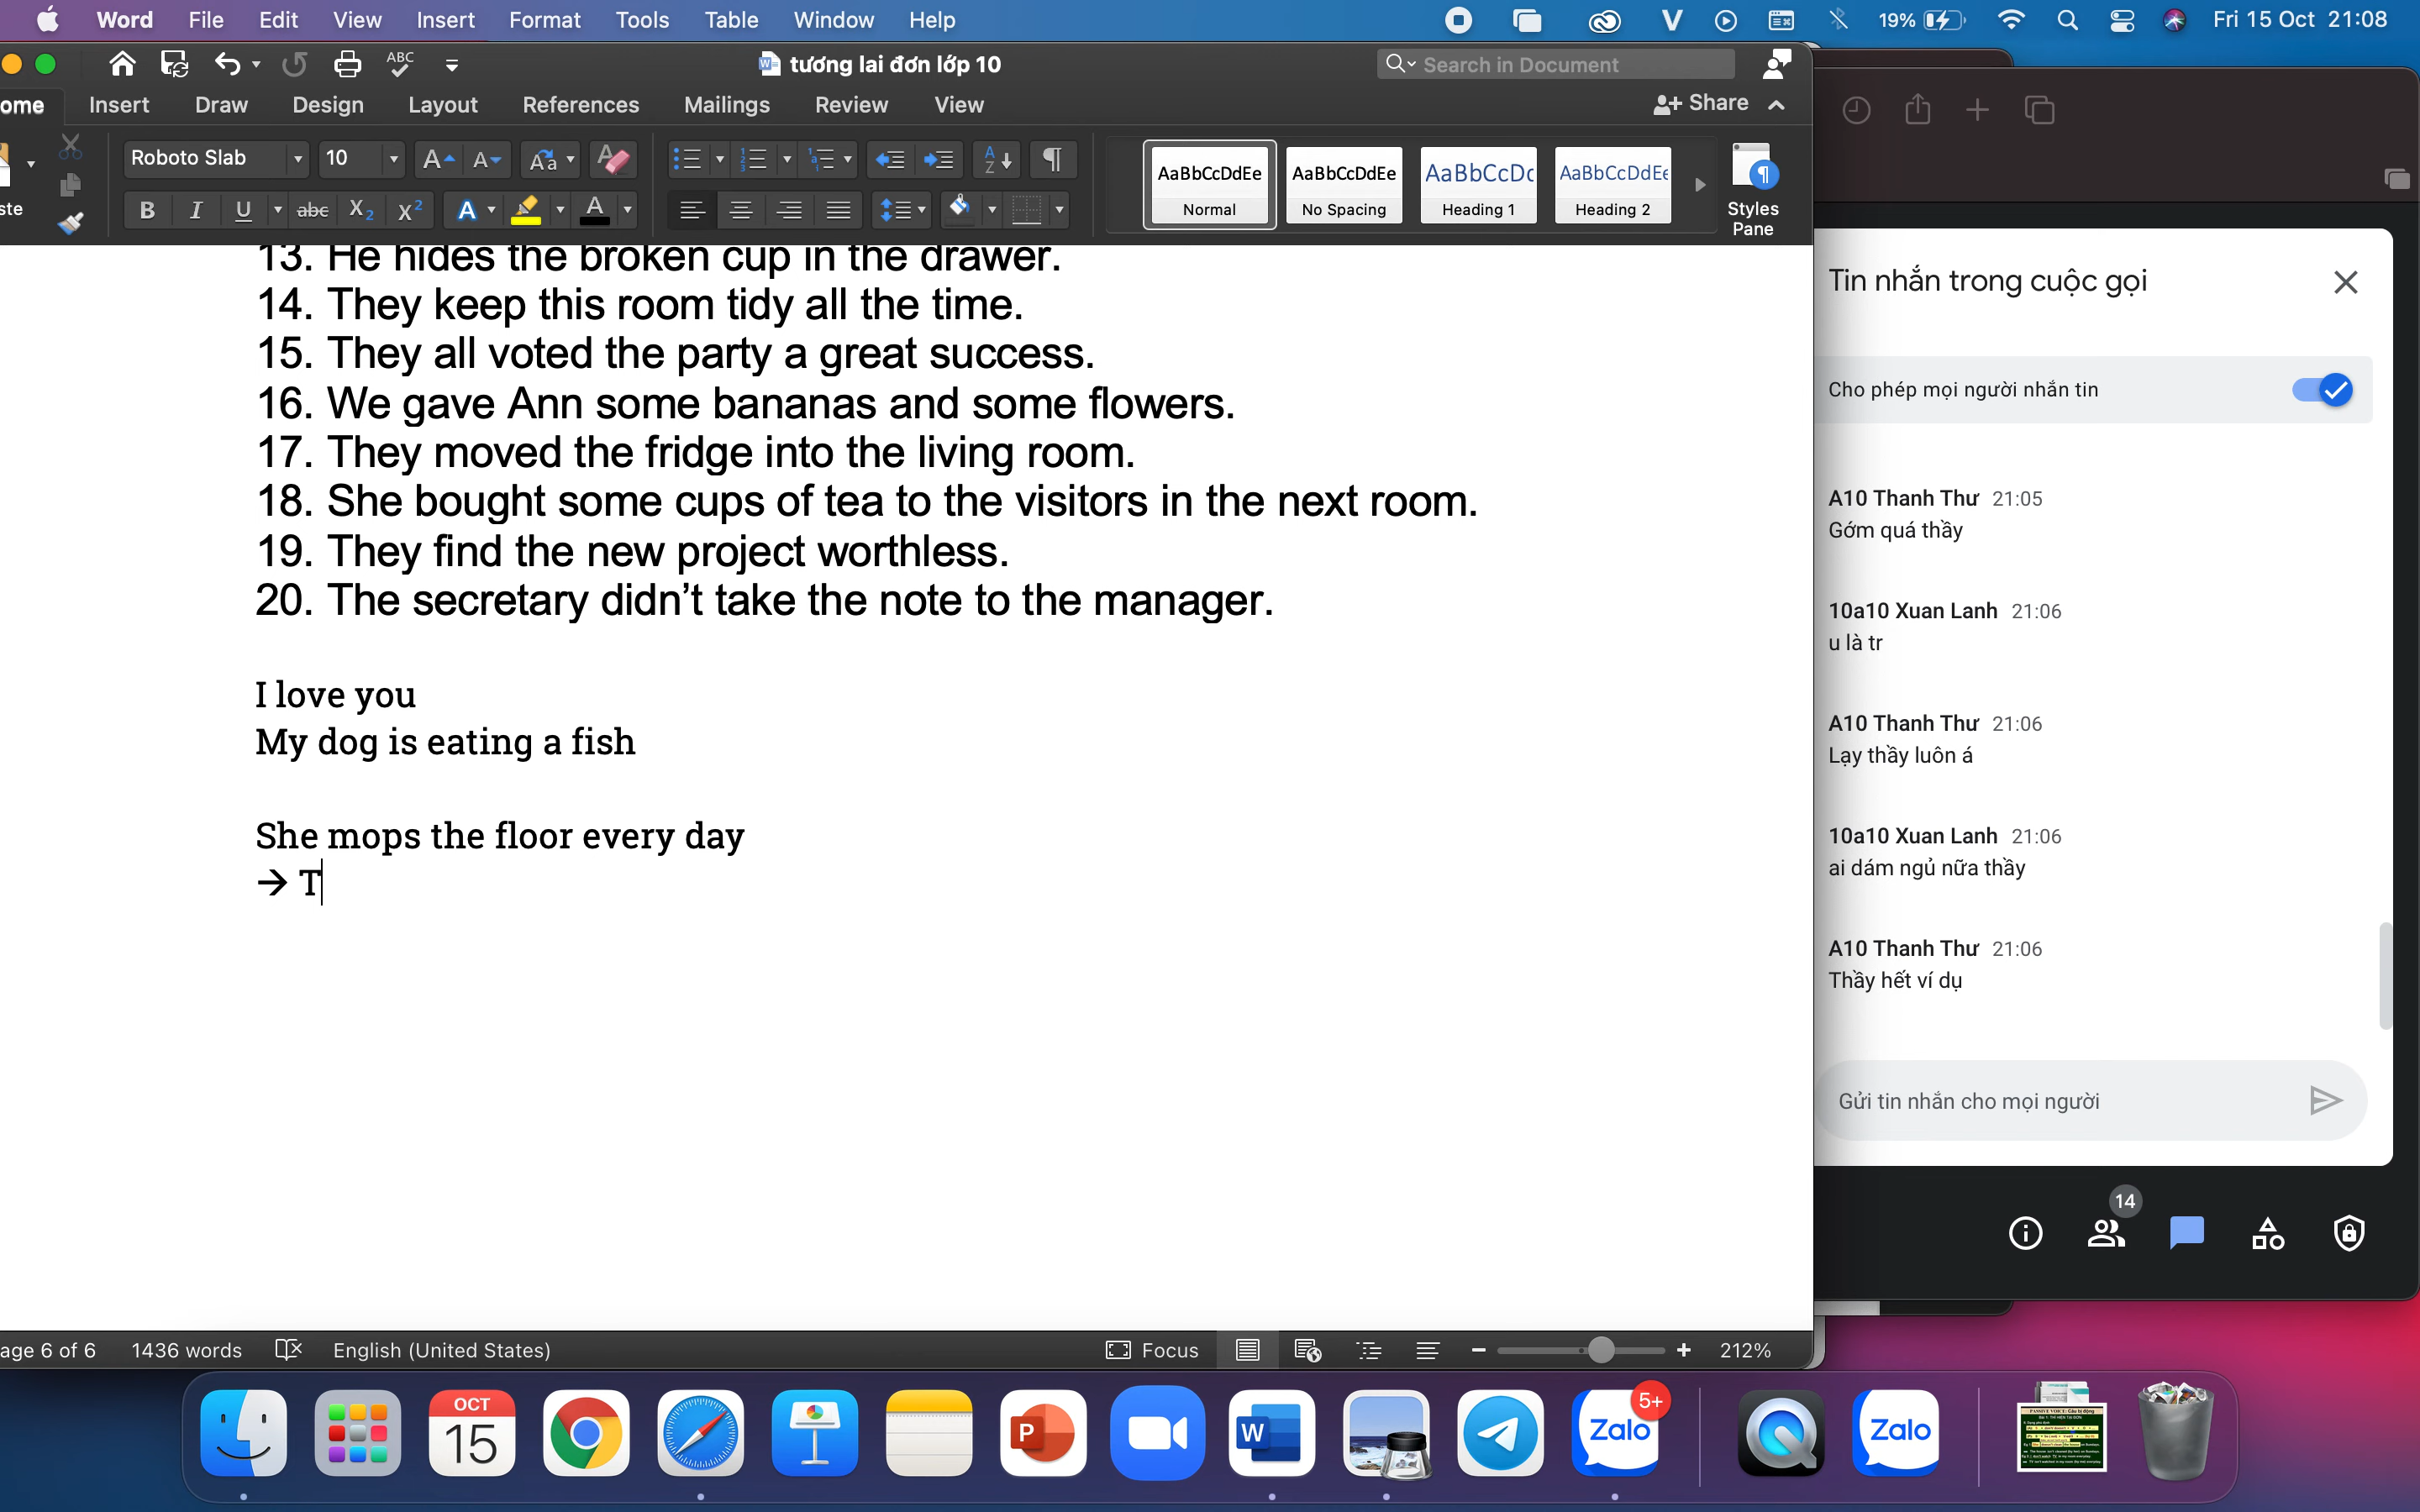 Word File Edit View Insert Format Tools Table Window Help 19% Fri 15 Oct 21:08
ABC tương lai đơn lớp 10 Search in Document
ome Insert Draw Design Layout References Mailings Review View Share
Roboto Slab 10 A A Aa A AZ ¶ AaBbCcDdEe AaBbCcDdEe AaBbCcDc AaBbCcDdEe
ste B I U abc X2 X2 A A Normal No Spacing Heading 1 Heading 2 Styles
Pane
13. He hides the broken cup in the drawer.
14. They keep this room tidy all the time.
15. They all voted the party a great success.
16. We gave Ann some bananas and some flowers.
17. They moved the fridge into the living room.
18. She bought some cups of tea to the visitors in the next room.
19. They find the new project worthless.
20. The secretary didn’t take the note to the manager.
I love you
My dog is eating a fish
She mops the floor every day
→ T
age 6 of 6 1436 words English (United States) Focus 212%
Tin nhắn trong cuộc gọi
Cho phép mọi người nhắn tin
A10 Thanh Thư 21:05
Gớm quá thầy
10a10 Xuan Lanh 21:06
u là tr
A10 Thanh Thư 21:06
Lạy thầy luôn á
10a10 Xuan Lanh 21:06
ai dám ngủ nữa thầy
A10 Thanh Thư 21:06
Thầy hết ví dụ
Gửi tin nhắn cho mọi người
14
OCT
15
P
W
Zalo
5+
Zalo